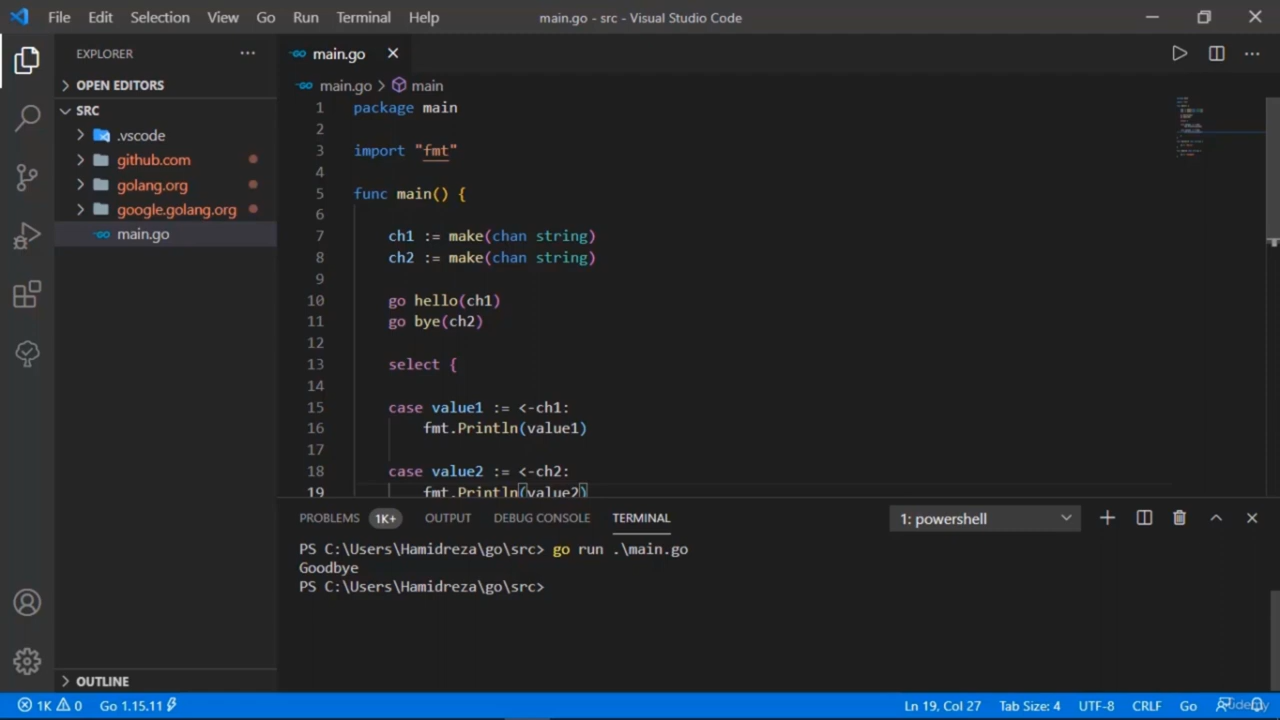 File Edit Selection View Go Run Terminal Help main.go - src - Visual Studio Code
EXPLORER
OPEN EDITORS
SRC
.vscode
github.com
golang.org
google.golang.org
main.go
OUTLINE
main.go
main.go > main
1 package main
2
3 import "fmt"
4
5 func main() {
6
7 ch1 := make(chan string)
8 ch2 := make(chan string)
9
10 go hello(ch1)
11 go bye(ch2)
12
13 select {
14
15 case value1 := <-ch1:
16 fmt.Println(value1)
17
18 case value2 := <-ch2:
19 fmt.Println(value2)
PROBLEMS 1K+ OUTPUT DEBUG CONSOLE TERMINAL 1: powershell
PS C:\Users\Hamidreza\go\src> go run .\main.go
Goodbye
PS C:\Users\Hamidreza\go\src>
1K 0 Go 1.15.11 Ln 19, Col 27 Tab Size: 4 UTF-8 CRLF Go
Udemy